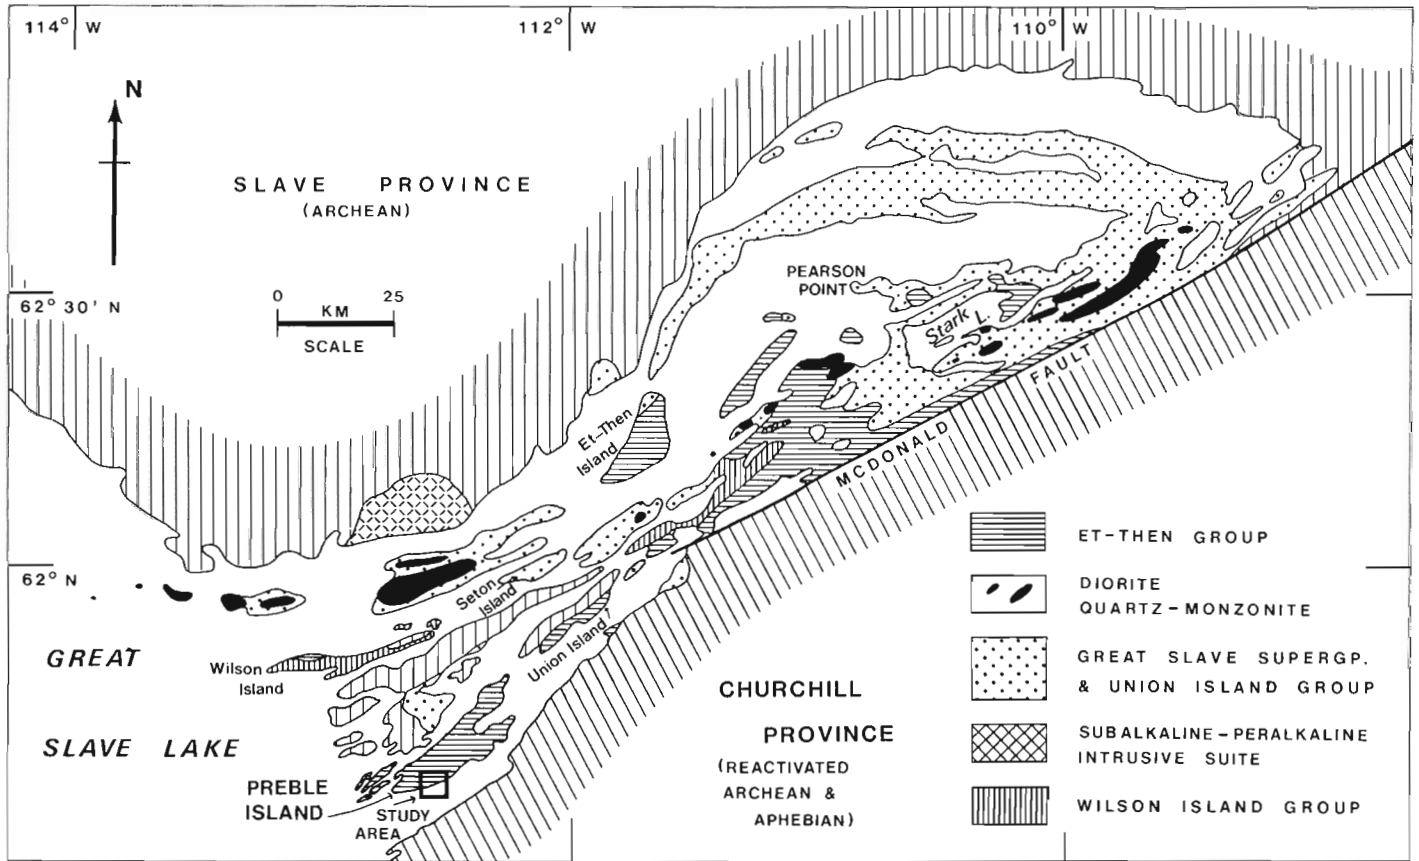 114° W
112° W
110° W
N
SLAVE PROVINCE
(ARCHEAN)
PEARSON
POINT
62° 30' N
0 25
KM
SCALE
Stark L.
MCDONALD FAULT
Et-Then
Island
ET-THEN GROUP
62° N
DIORITE
QUARTZ-MONZONITE
Seton
Island
GREAT
Union Island
GREAT SLAVE SUPERGP.
& UNION ISLAND GROUP
Wilson
Island
CHURCHILL
PROVINCE
(REACTIVATED
ARCHEAN &
APHEBIAN)
SLAVE LAKE
SUBALKALINE-PERALKALINE
INTRUSIVE SUITE
PREBLE
ISLAND
STUDY
AREA
WILSON ISLAND GROUP